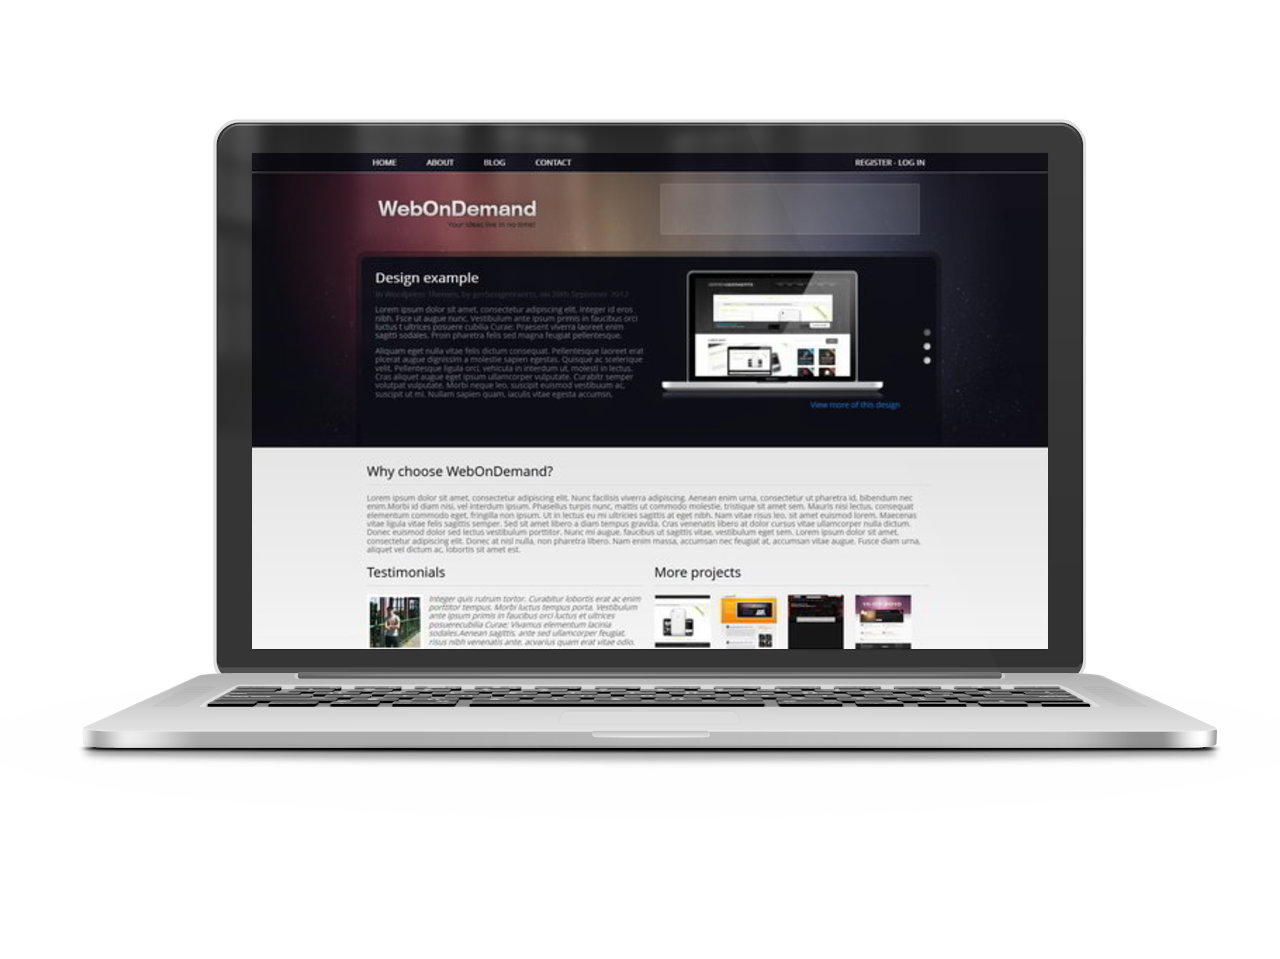 HOME ABOUT BLOG CONTACT REGISTER - LOG IN
WebOnDemand
Your ideas live in no time!
Design example
In Wordpress Themes, by gerbengeeraerts, on 20th September 2012
Lorem ipsum dolor sit amet, consectetur adipiscing elit. Integer id eros
nibh. Fsce ut augue nunc. Vestibulum ante ipsum primis in faucibus orci
luctus t ultrices posuere cubilia Curae; Praesent viverra laoreet enim
sagitti sodales. Proin pharetra felis sed magna feugiat pellentesque.
Aliquam eget nulla vitae felis dictum consequat. Pellentesque laoreet erat
plcerat augue dignissim a molestie sapien egestas. Quisque ac scelerique
velit. Pellentesque ligula orci, vehicula in interdum ut, molesti in lectus.
Cras aliquet augue eget ipsum ullamcorper vulputate. Curabitr semper
volutpat vulputate. Morbi neque leo, suscipit euismod vestibuum ac,
suscipit ut mi. Nullam sapien quam, iaculis vitae egesta accumsn.
View more of this design
Why choose WebOnDemand?
Lorem ipsum dolor sit amet, consectetur adipiscing elit. Nunc facilisis viverra adipiscing. Aenean enim urna, consectetur ut pharetra id, bibendum nec
enim.Morbi id diam nisi, vel interdum ipsum. Phasellus turpis nunc, mattis ut commodo molestie, tristique sit amet sem. Mauris nisi lectus, consequat
elementum commodo eget, fringilla non ipsum. Ut in lectus eu mi ultricies sagittis at eget nibh. Nam vitae risus leo, sit amet euismod lorem. Maecenas
vitae ligula vitae felis sagittis semper. Sed sit amet libero a diam tempus gravida. Cras venenatis libero at dolor cursus vitae ullamcorper nulla dictum.
Donec euismod dolor sed lectus vestibulum porttitor. Nunc mi augue, faucibus ut sagittis vitae, vestibulum eget sem. Lorem ipsum dolor sit amet,
consectetur adipiscing elit. Donec at nisl nulla, non pharetra libero. Nam enim massa, accumsan nec feugiat at, accumsan vitae augue. Fusce diam urna,
aliquet vel dictum ac, lobortis sit amet est.
Testimonials
Integer quis rutrum tortor. Curabitur lobortis erat ac enim
porttitor tempus. Morbi luctus tempus porta. Vestibulum
ante ipsum primis in faucibus orci luctus et ultrices
posuerecubilia Curae; Vivamus elementum lacinia
sodales.Aenean sagittis, ante sed ullamcorper feugiat,
risus nibh venenatis ante, acvarius quam erat vitae odio.
More projects